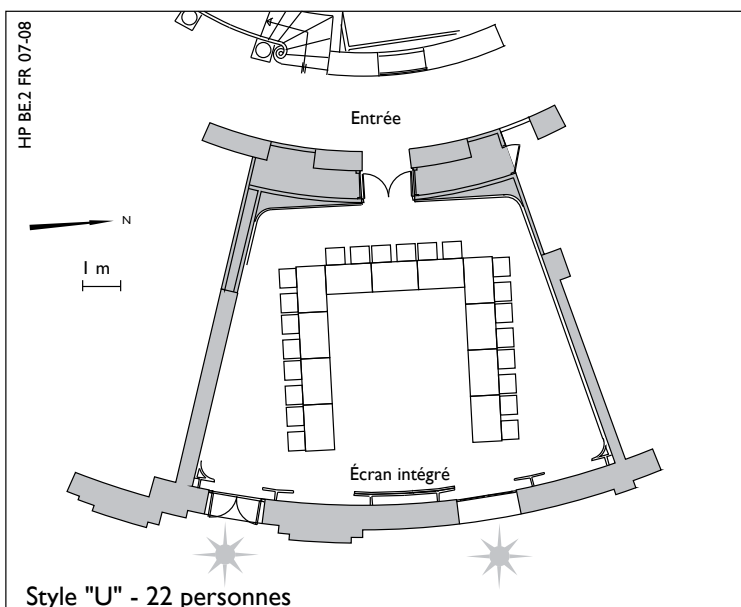 HP BE.2 FR 07-08
Entrée
N
1 m
Écran intégré
Style "U" - 22 personnes